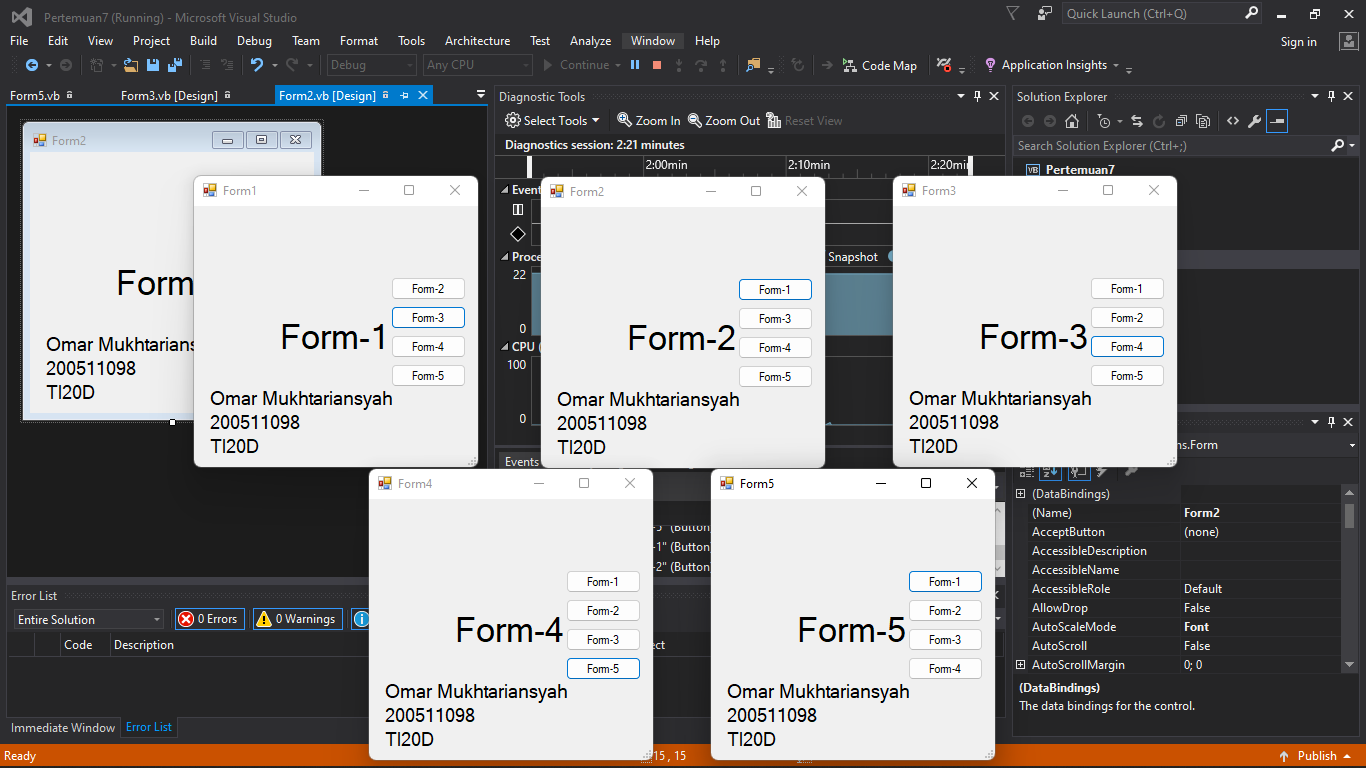 Pertemuan7 (Running) - Microsoft Visual Studio
Quick Launch (Ctrl+Q)
File Edit View Project Build Debug Team Format Tools Architecture Test Analyze Window Help
Sign in
Debug Any CPU Continue Code Map Application Insights
Form5.vb Form3.vb [Design] Form2.vb [Design]
Form2
Form
Omar Mukhtariansy
200511098
TI20D
Diagnostic Tools
Select Tools Zoom In Zoom Out Reset View
Diagnostics session: 2:21 minutes
2:00min 2:10min 2:20min
Event
Proce
Snapshot
22
0
CPU (
100
0
Events
Solution Explorer
Search Solution Explorer (Ctrl+;)
VB Pertemuan7
Form1
Form-2
Form-3
Form-4
Form-5
Form-1
Omar Mukhtariansyah
200511098
TI20D
Form2
Form-1
Form-3
Form-4
Form-5
Form-2
Omar Mukhtariansyah
200511098
TI20D
Form3
Form-1
Form-2
Form-4
Form-5
Form-3
Omar Mukhtariansyah
200511098
TI20D
Form4
Form-1
Form-2
Form-3
Form-5
Form-4
Omar Mukhtariansyah
200511098
TI20D
-5" (Button
-1" (Button
-2" (Button
Form5
Form-1
Form-2
Form-3
Form-4
Form-5
Omar Mukhtariansyah
200511098
TI20D
ns.Form
(DataBindings)
(Name) Form2
AcceptButton (none)
AccessibleDescription
AccessibleName
AccessibleRole Default
AllowDrop False
AutoScaleMode Font
AutoScroll False
AutoScrollMargin 0; 0
(DataBindings)
The data bindings for the control.
Error List
Entire Solution 0 Errors 0 Warnings
Code Description
ect
Immediate Window Error List
Ready
15 , 15
Publish